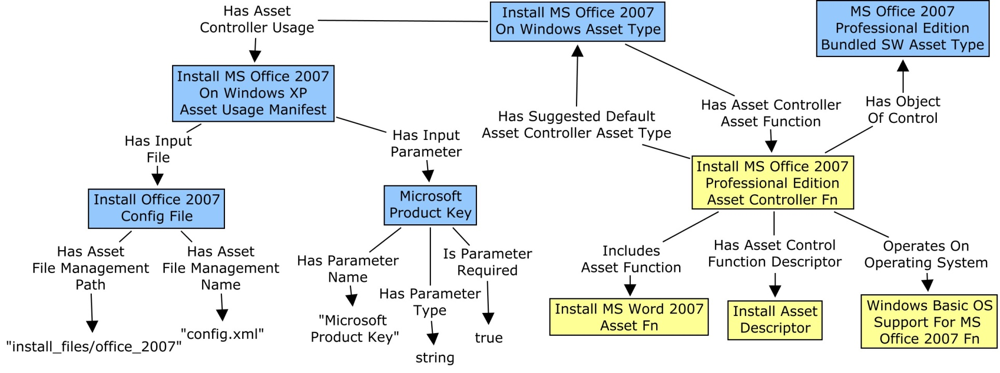 Has Asset
Controller Usage
Install MS Office 2007
On Windows Asset Type
MS Office 2007
Professional Edition
Bundled SW Asset Type
Install MS Office 2007
On Windows XP
Asset Usage Manifest
Has Suggested Default
Asset Controller Asset Type
Has Asset Controller
Asset Function
Has Object
Of Control
Has Input
File
Has Input
Parameter
Install MS Office 2007
Professional Edition
Asset Controller Fn
Install Office 2007
Config File
Microsoft
Product Key
Has Asset
File Management
Path
Has Asset
File Management
Name
Has Parameter
Name
Has Parameter
Type
Is Parameter
Required
Includes
Asset Function
Has Asset Control
Function Descriptor
Operates On
Operating System
"install_files/office_2007"
"config.xml"
"Microsoft
Product Key"
string
true
Install MS Word 2007
Asset Fn
Install Asset
Descriptor
Windows Basic OS
Support For MS
Office 2007 Fn